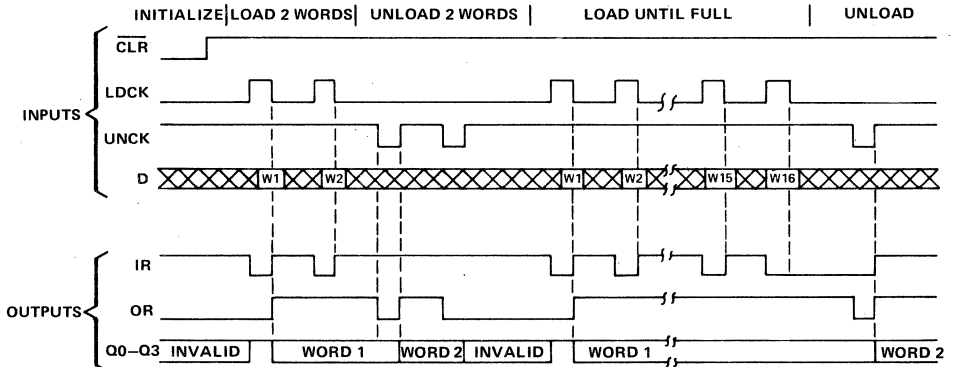 INITIALIZE LOAD 2 WORDS UNLOAD 2 WORDS LOAD UNTIL FULL UNLOAD
CLR
LDCK
INPUTS
UNCK
D W1 W2 W1 W2 W15 W16
IR
OUTPUTS
OR
Q0–Q3 INVALID WORD 1 WORD 2 INVALID WORD 1 WORD 2